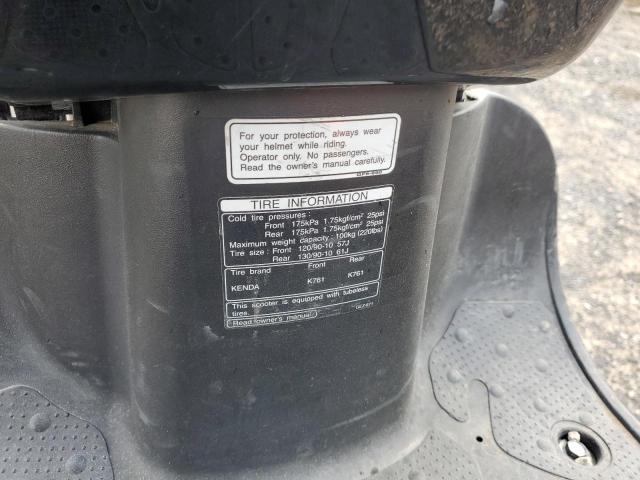 For your protection, always wear
your helmet while riding.
Operator only. No passengers.
Read the owner's manual carefully.
TIRE INFORMATION
Cold tire pressures :
Front 175kPa 1.75kgf/cm² 25psi
Rear 175kPa 1.75kgf/cm² 25psi
Maximum weight capacity : 100kg (220lbs)
Tire size : Front 120/90-10 57J
Rear 130/90-10 61J
Tire brand Front Rear
KENDA K761 K761
This scooter is equipped with tubeless
tires.
Read owner's manual